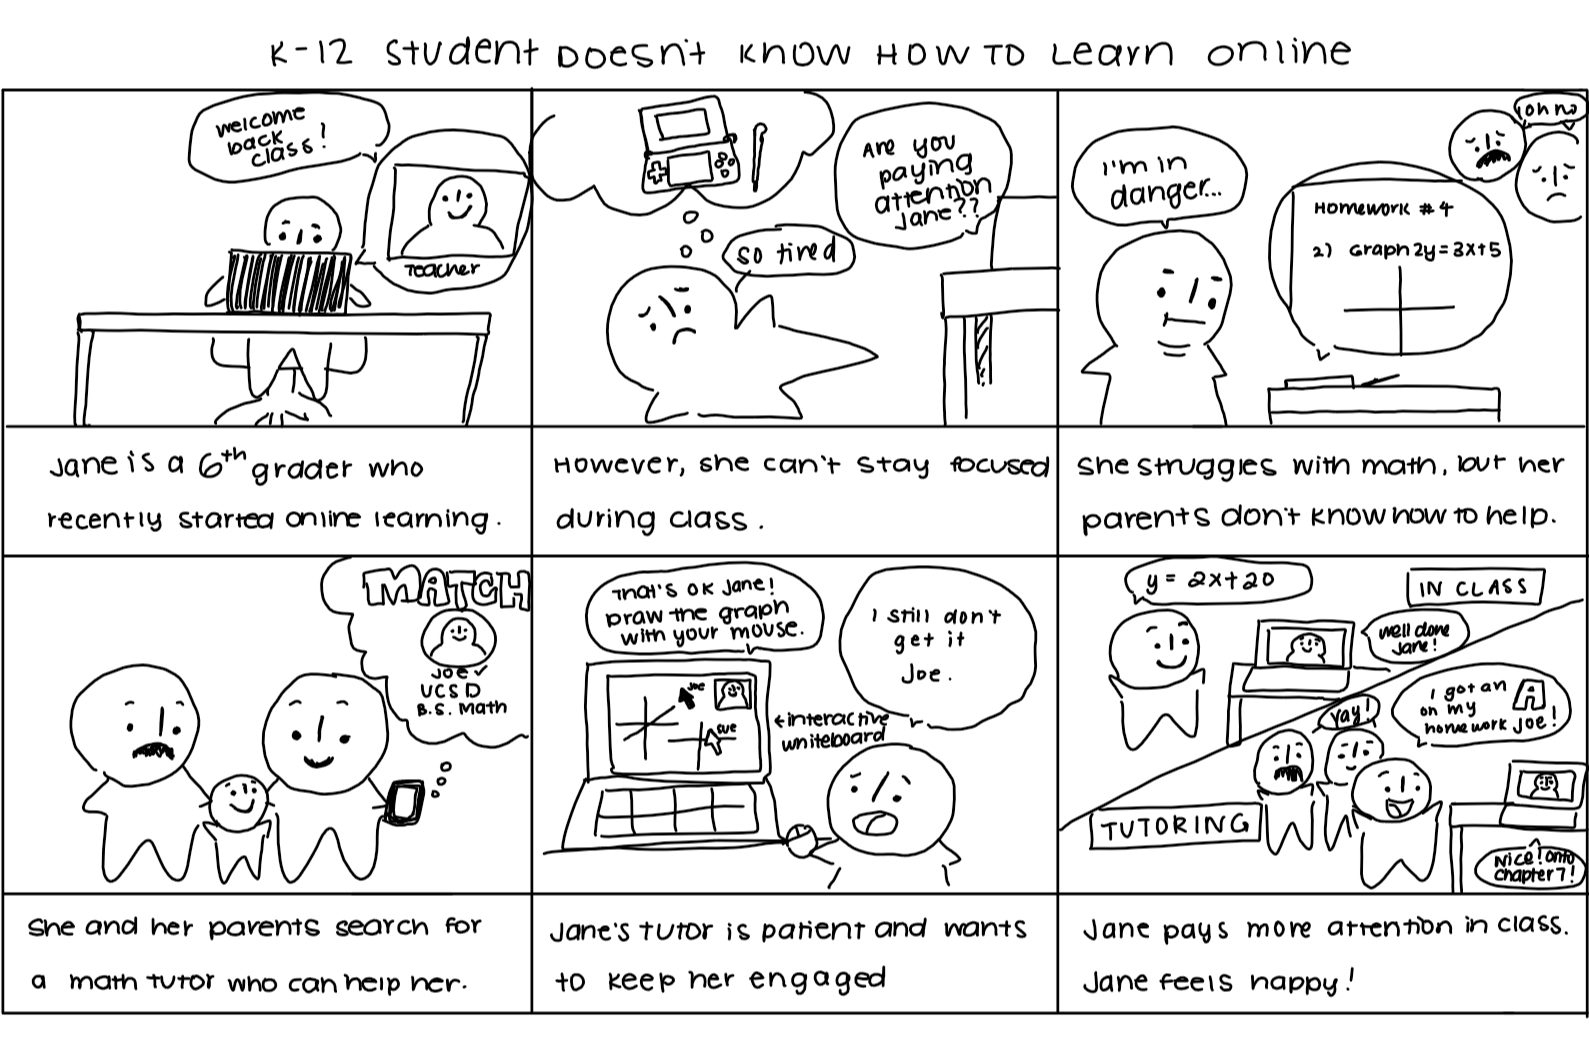 K-12 Student Doesn't Know How To Learn Online
Welcome
back
class!
Teacher
Are you
paying
attention
Jane??
so tired
I'm in
danger...
oh no
Homework #4
2) Graph 2y=3x+5
Jane is a 6th grader who
recently started online learning.
However, she can't stay focused
during class.
She struggles with math, but her
parents don't know how to help.
MATCH
Joe✓
UCSD
B.S. Math
That's ok Jane!
Draw the graph
with your mouse.
I still don't
get it
Joe.
Joe
←interactive
whiteboard
y = 2x+20
IN CLASS
Well done
Jane!
I got an A
on my
homework Joe!
Yay!
TUTORING
Nice! onto
chapter 7!
She and her parents search for
a math tutor who can help her.
Jane's tutor is patient and wants
to keep her engaged
Jane pays more attention in class.
Jane feels happy!